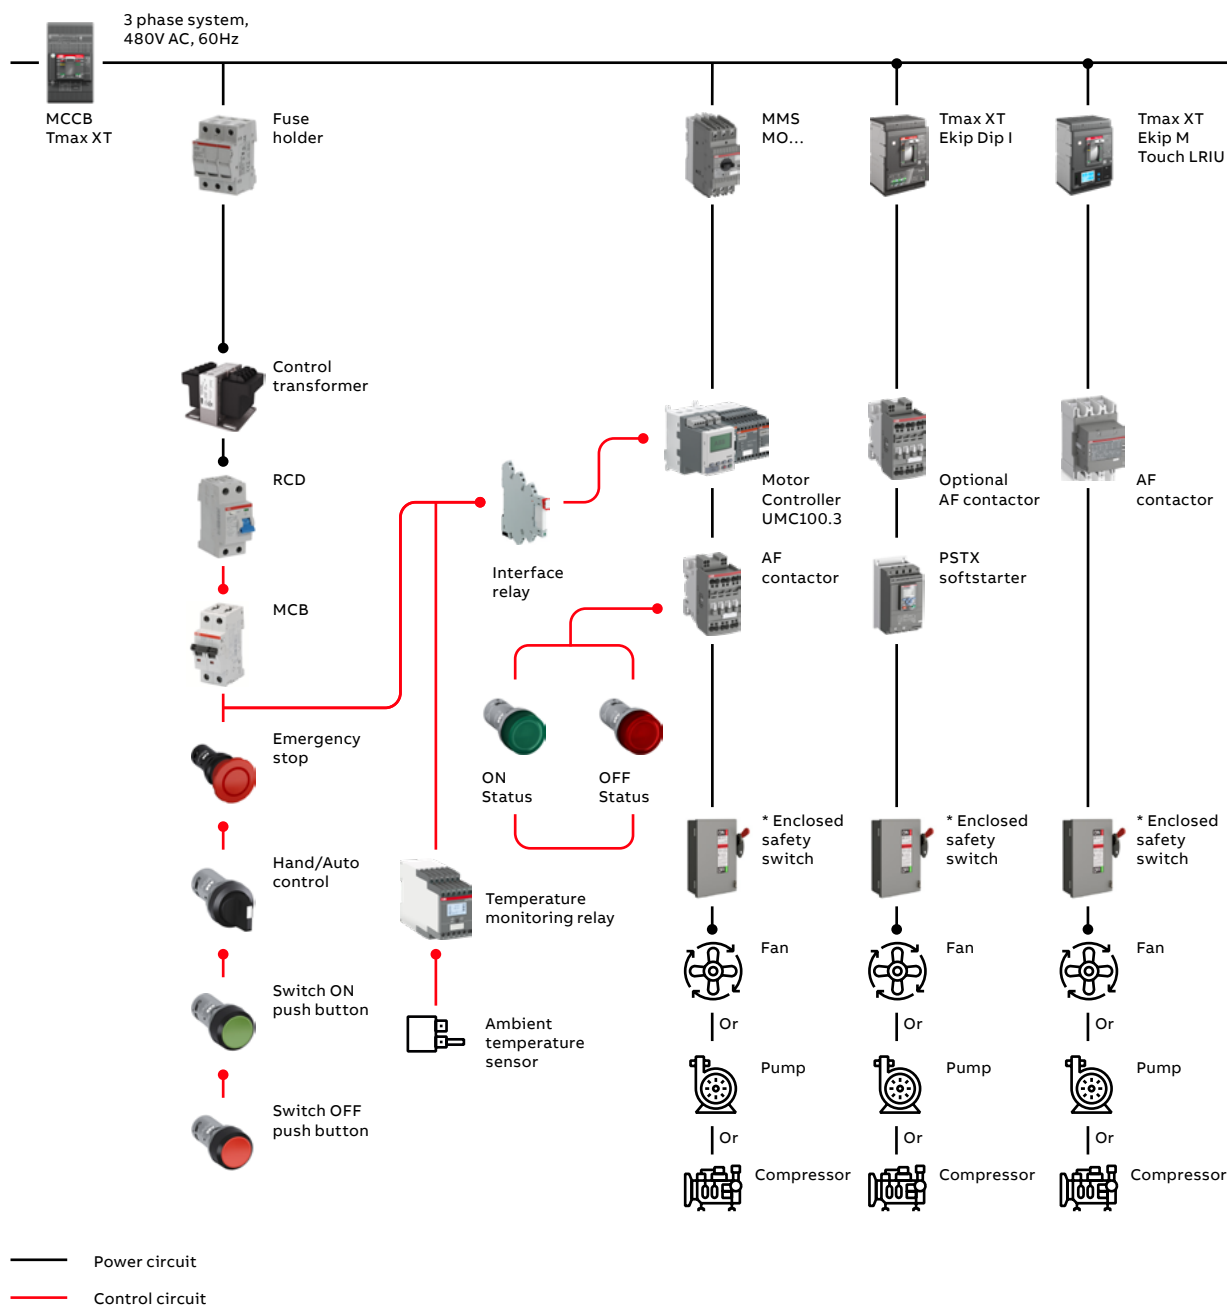 3 phase system,
480V AC, 60Hz
MCCB
Tmax XT
Fuse
holder
MMS
MO...
Tmax XT
Ekip Dip I
Tmax XT
Ekip M
Touch LRIU
Control
transformer
RCD
Motor
Controller
UMC100.3
Optional
AF contactor
AF
contactor
Interface
relay
AF
contactor
PSTX
softstarter
MCB
Emergency
stop
ON
Status
OFF
Status
* Enclosed
safety
switch
* Enclosed
safety
switch
* Enclosed
safety
switch
Hand/Auto
control
Temperature
monitoring relay
Fan
Fan
Fan
Switch ON
push button
Ambient
temperature
sensor
Or
Or
Or
Pump
Pump
Pump
Switch OFF
push button
Or
Or
Or
Compressor
Compressor
Compressor
Power circuit
Control circuit